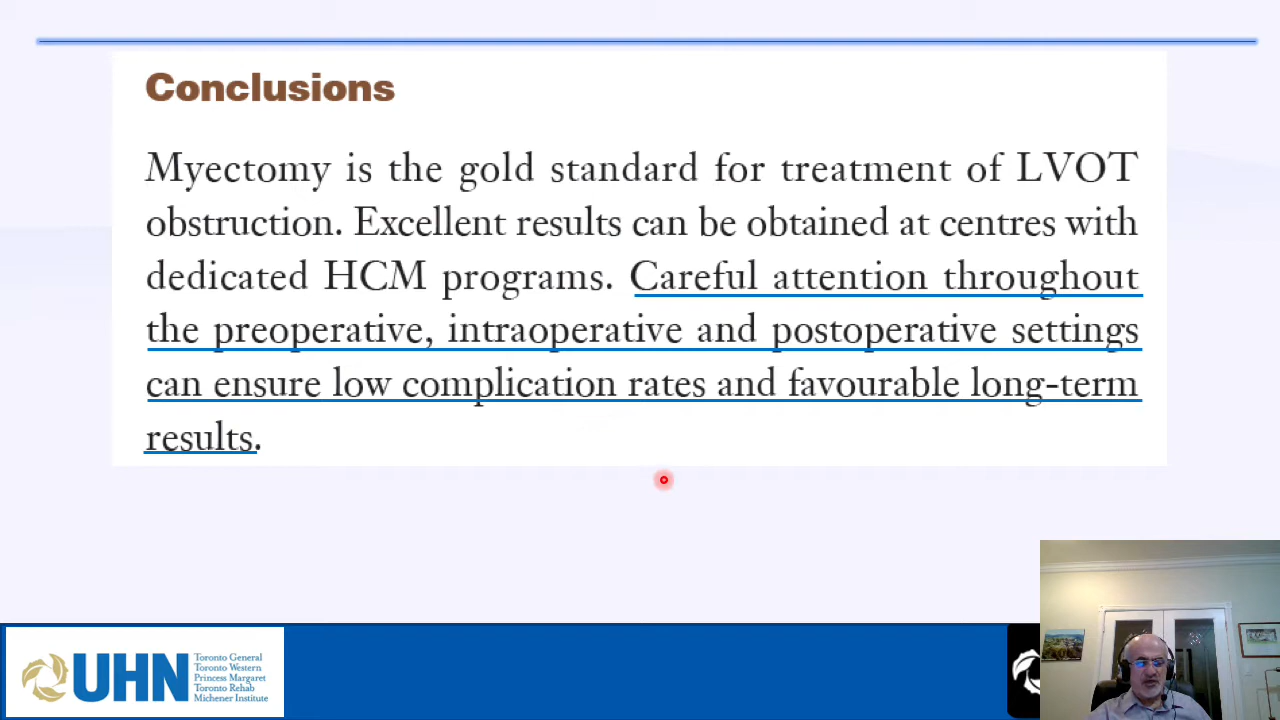 Conclusions
Myectomy is the gold standard for treatment of LVOT
obstruction. Excellent results can be obtained at centres with
dedicated HCM programs. Careful attention throughout
the preoperative, intraoperative and postoperative settings
can ensure low complication rates and favourable long-term
results.
UHN
Toronto General
Toronto Western
Princess Margaret
Toronto Rehab
Michener Institute